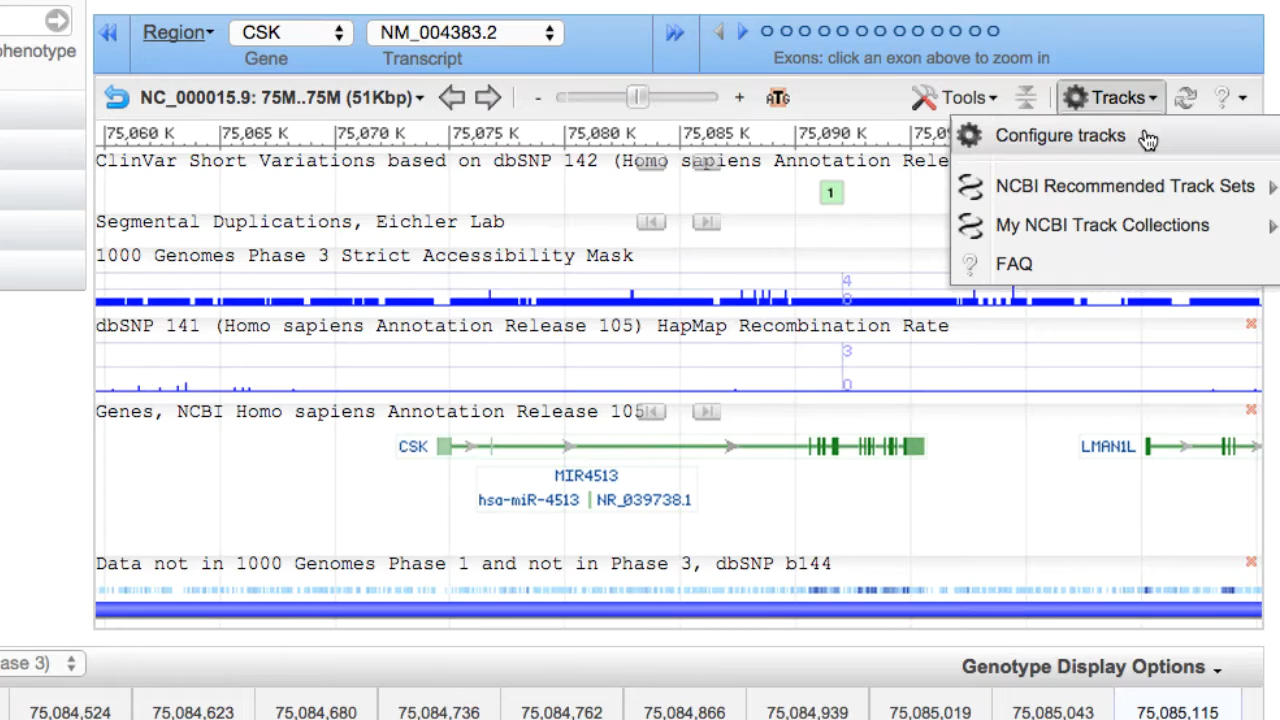 phenotype
Region
CSK
NM_004383.2
Gene
Transcript
Exons: click an exon above to zoom in
NC_000015.9: 75M..75M (51Kbp)
-
+
ATG
Tools
Tracks
?
75,060 K
75,065 K
75,070 K
75,075 K
75,080 K
75,085 K
75,090 K
Configure tracks
NCBI Recommended Track Sets
My NCBI Track Collections
? FAQ
ClinVar Short Variations based on dbSNP 142 (Homo sapiens Annotation Rele
1
Segmental Duplications, Eichler Lab
1000 Genomes Phase 3 Strict Accessibility Mask
4
0
dbSNP 141 (Homo sapiens Annotation Release 105) HapMap Recombination Rate
3
0
Genes, NCBI Homo sapiens Annotation Release 105
CSK
LMAN1L
MIR4513
hsa-miR-4513
NR_039738.1
Data not in 1000 Genomes Phase 1 and not in Phase 3, dbSNP b144
ase 3)
Genotype Display Options
75,084,524
75,084,623
75,084,680
75,084,736
75,084,762
75,084,866
75,084,939
75,085,019
75,085,043
75,085,115